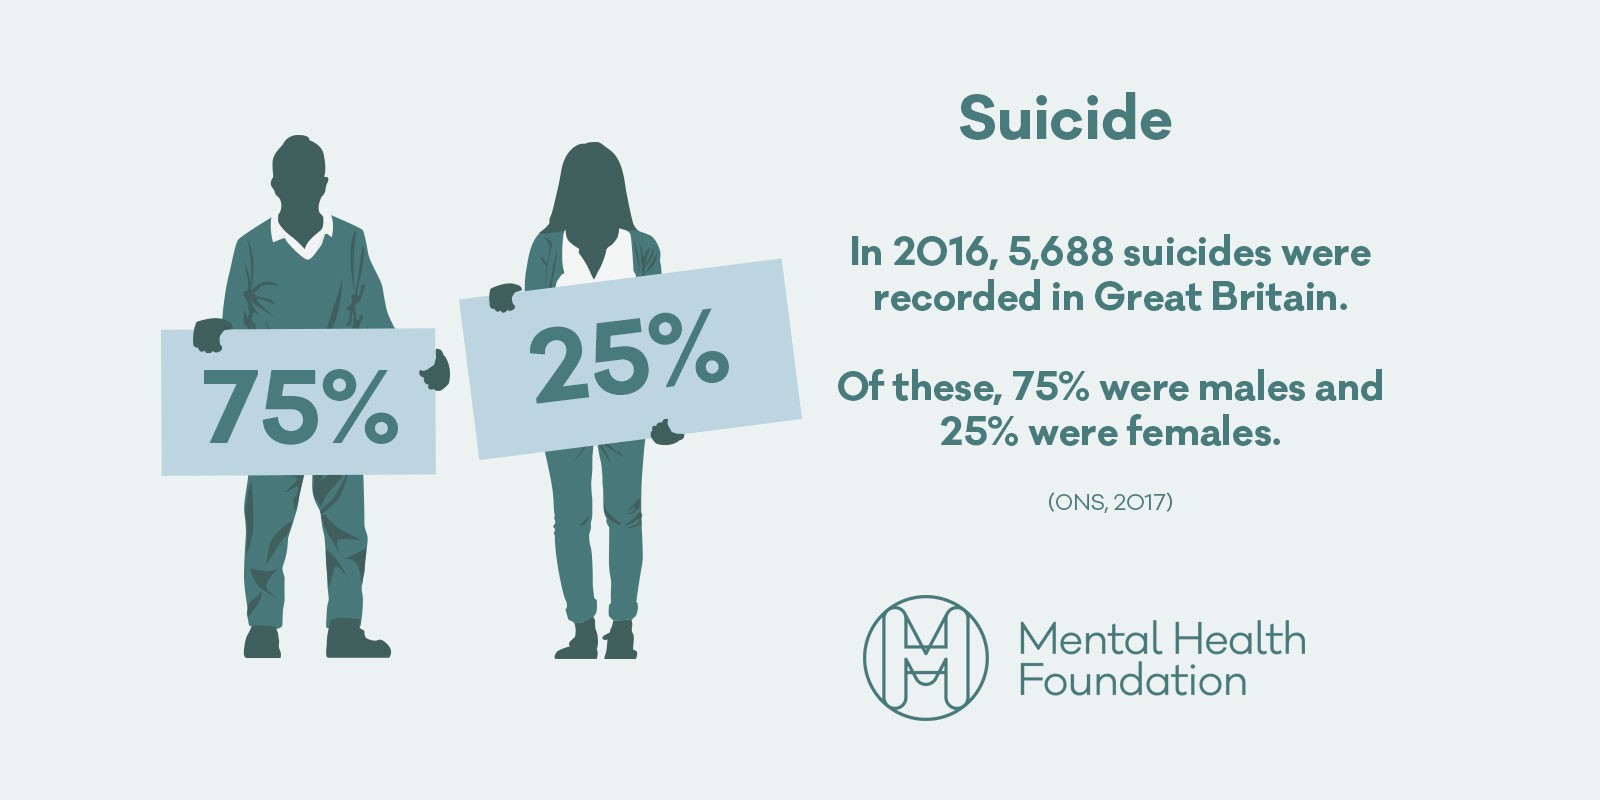 Suicide
75%
25%
In 2016, 5,688 suicides were
recorded in Great Britain.
Of these, 75% were males and
25% were females.
(ONS, 2017)
Mental Health
Foundation